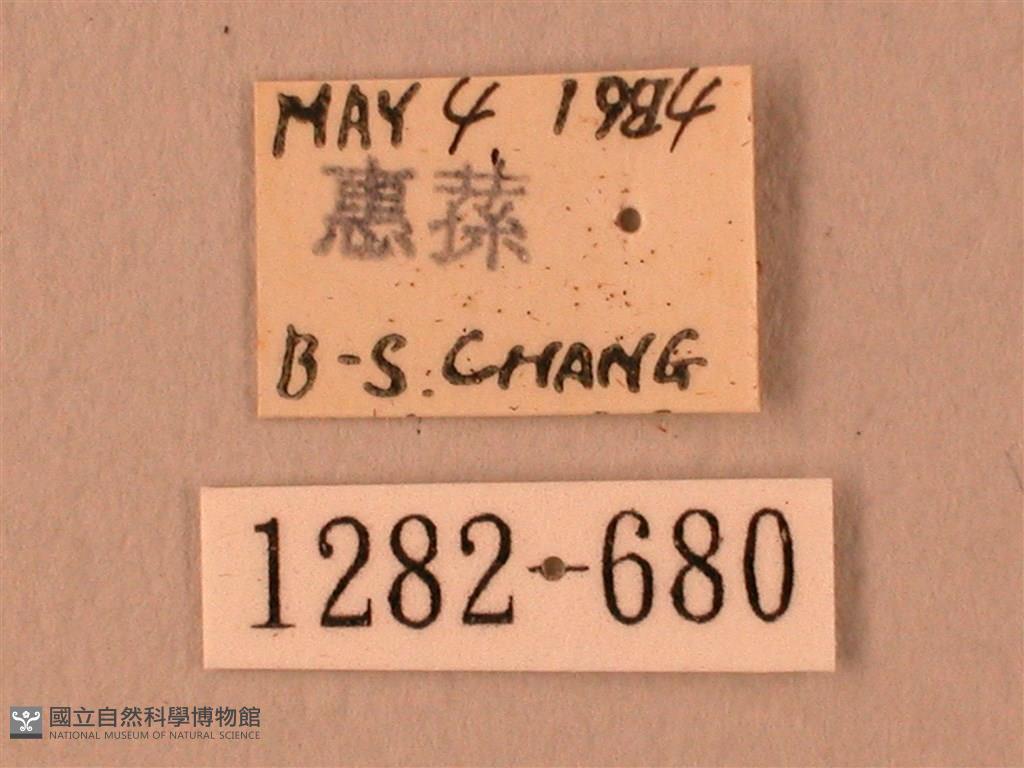 MAY 4, 1984
惠蓀
B-S. CHANG
1282-680
國立自然科學博物館
NATIONAL MUSEUM OF NATURAL SCIENCE